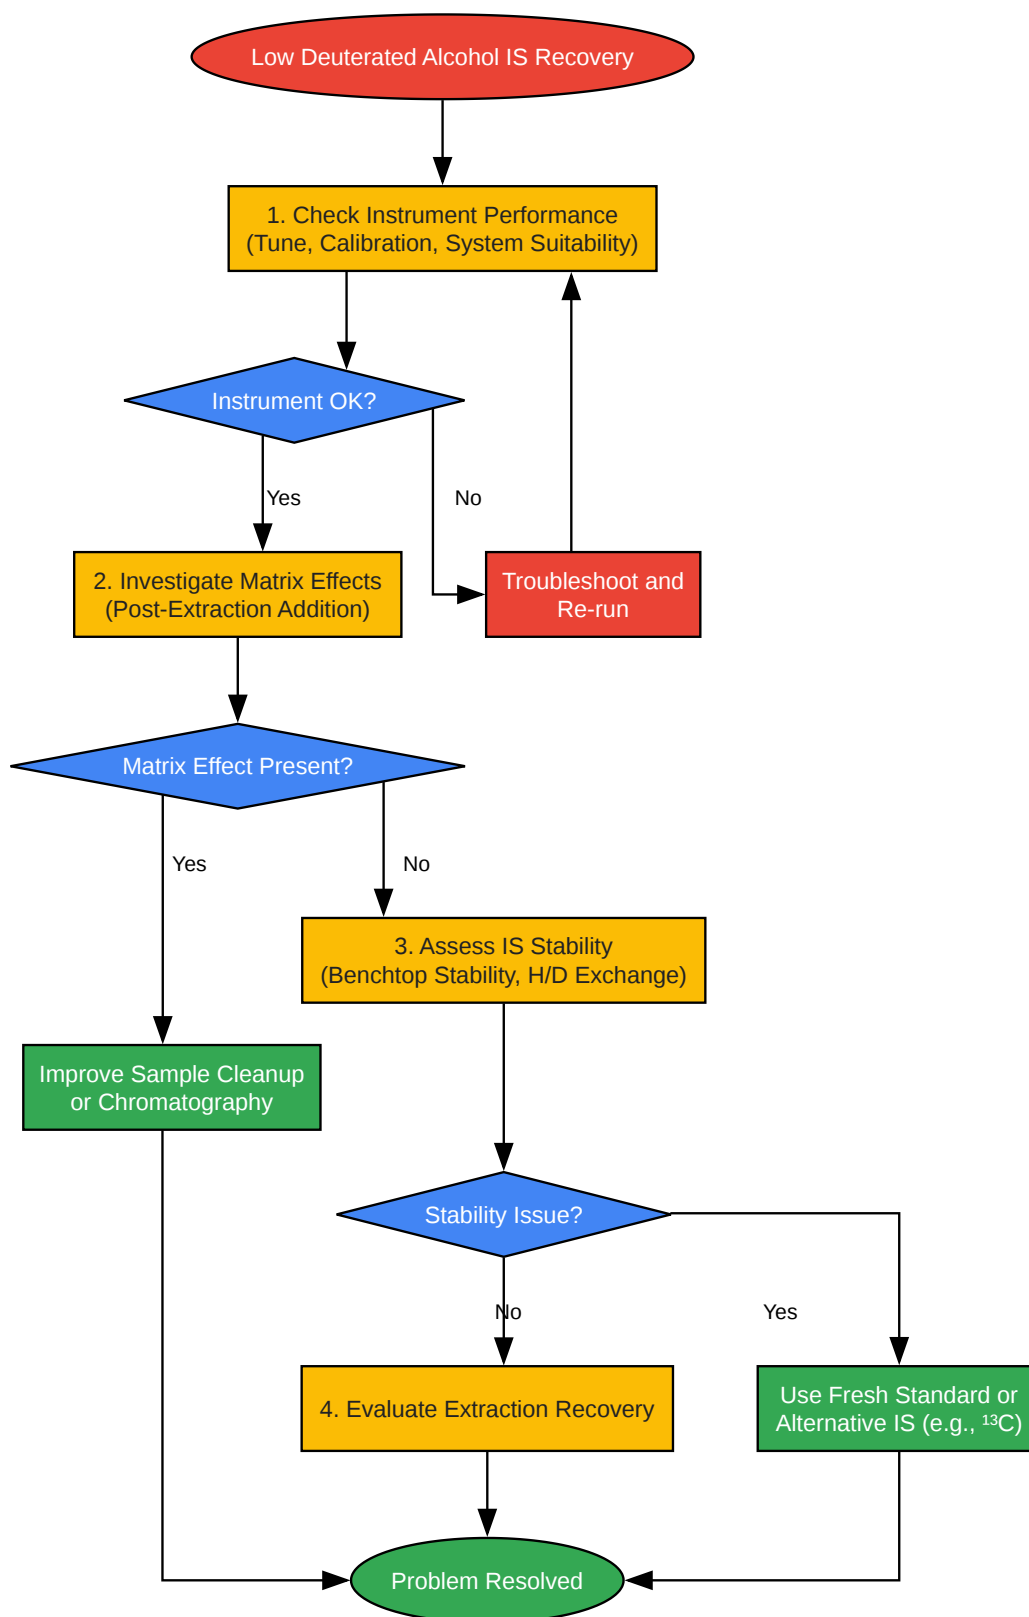 Low Deuterated Alcohol IS Recovery
1. Check Instrument Performance
(Tune, Calibration, System Suitability)
Instrument OK?
Yes
No
2. Investigate Matrix Effects
(Post-Extraction Addition)
Troubleshoot and
Re-run
Matrix Effect Present?
Yes
No
3. Assess IS Stability
(Benchtop Stability, H/D Exchange)
Improve Sample Cleanup
or Chromatography
Stability Issue?
No
Yes
4. Evaluate Extraction Recovery
Use Fresh Standard or
Alternative IS (e.g., ¹³C)
Problem Resolved